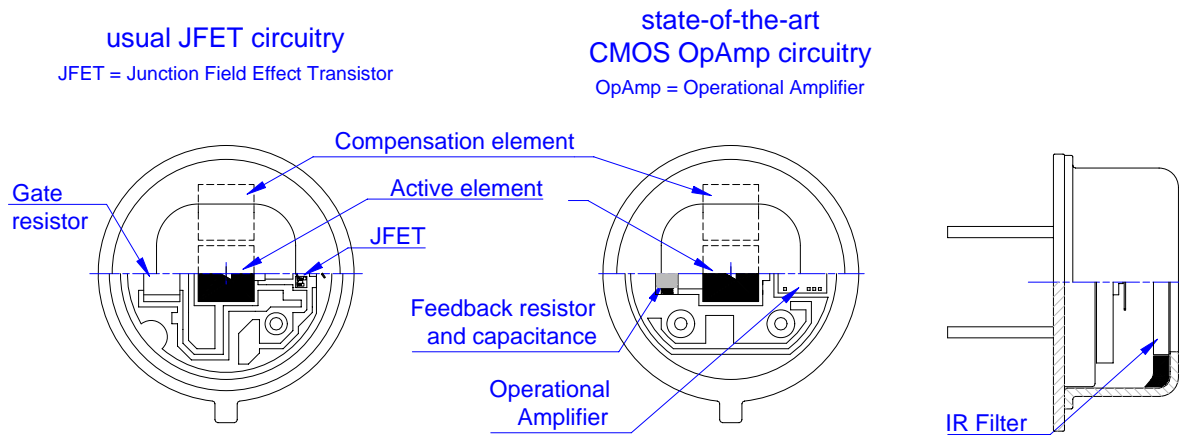 usual JFET circuitry
JFET = Junction Field Effect Transistor
state-of-the-art
CMOS OpAmp circuitry
OpAmp = Operational Amplifier
Compensation element
Active element
Gate
resistor
JFET
Feedback resistor
and capacitance
Operational
Amplifier
IR Filter